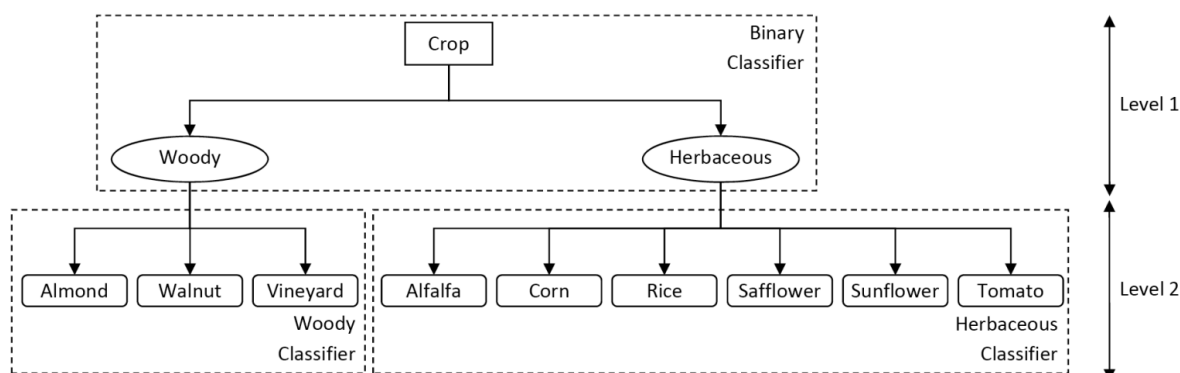 Crop
Binary
Classifier
Level 1
Woody
Herbaceous
Almond
Walnut
Vineyard
Alfalfa
Corn
Rice
Safflower
Sunflower
Tomato
Level 2
Woody
Classifier
Herbaceous
Classifier